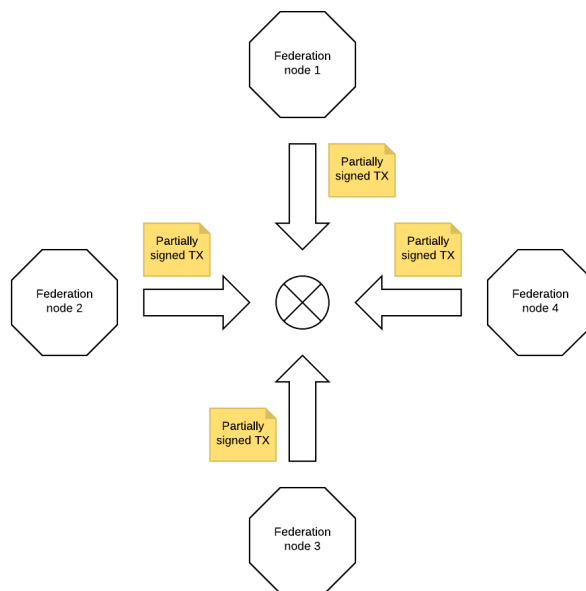 Federation
node 1
Partially
signed TX
Partially
signed TX
Partially
signed TX
Federation
node 2
Federation
node 4
Partially
signed TX
Federation
node 3